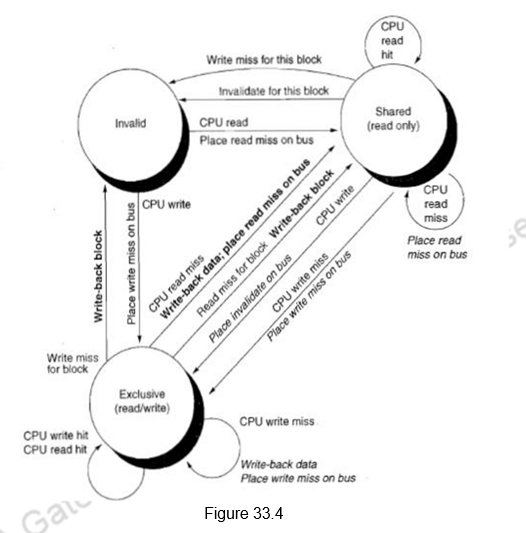 CPU
read
hit
Write miss for this block
Invalidate for this block
Invalid
CPU read
Place read miss on bus
Shared
(read only)
CPU
read
miss
Place read
miss on bus
CPU write
Place write miss on bus
Write-back block
CPU read miss
Write-back data; place read miss on bus
Read miss for block
Write-back block
CPU write
Place invalidate on bus
CPU write miss
Place write miss on bus
Write miss
for block
Exclusive
(read/write)
CPU write hit
CPU read hit
CPU write miss
Write-back data
Place write miss on bus
Figure 33.4